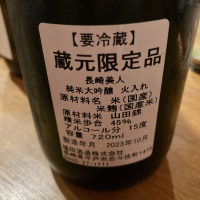 【要冷蔵】
蔵元限定品
長崎美人
純米大吟醸 火入れ
原材料名 米(国産)
米麹(国産米)
原料米 山田錦
精米歩合 45%
アルコール分 15度
容量 720ml
製造年月 2023年10月